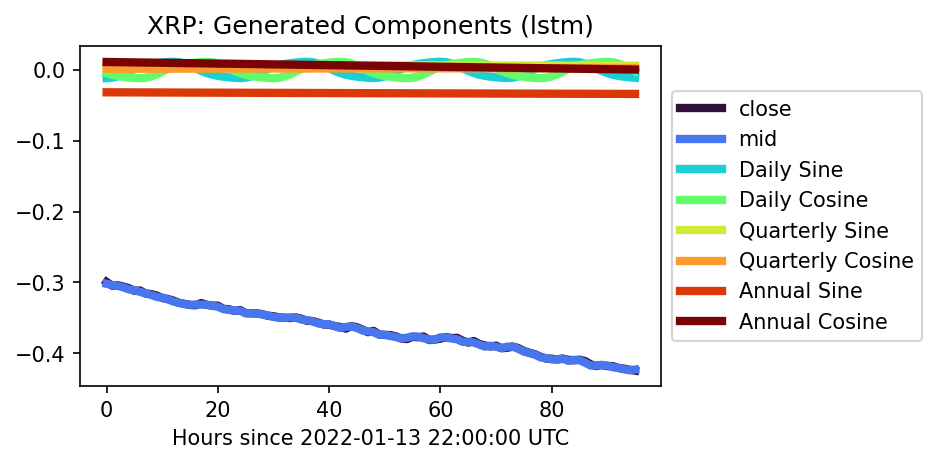 XRP: Generated Components (lstm)
0.0
−0.1
−0.2
−0.3
−0.4
0 20 40 60 80
Hours since 2022-01-13 22:00:00 UTC
close
mid
Daily Sine
Daily Cosine
Quarterly Sine
Quarterly Cosine
Annual Sine
Annual Cosine